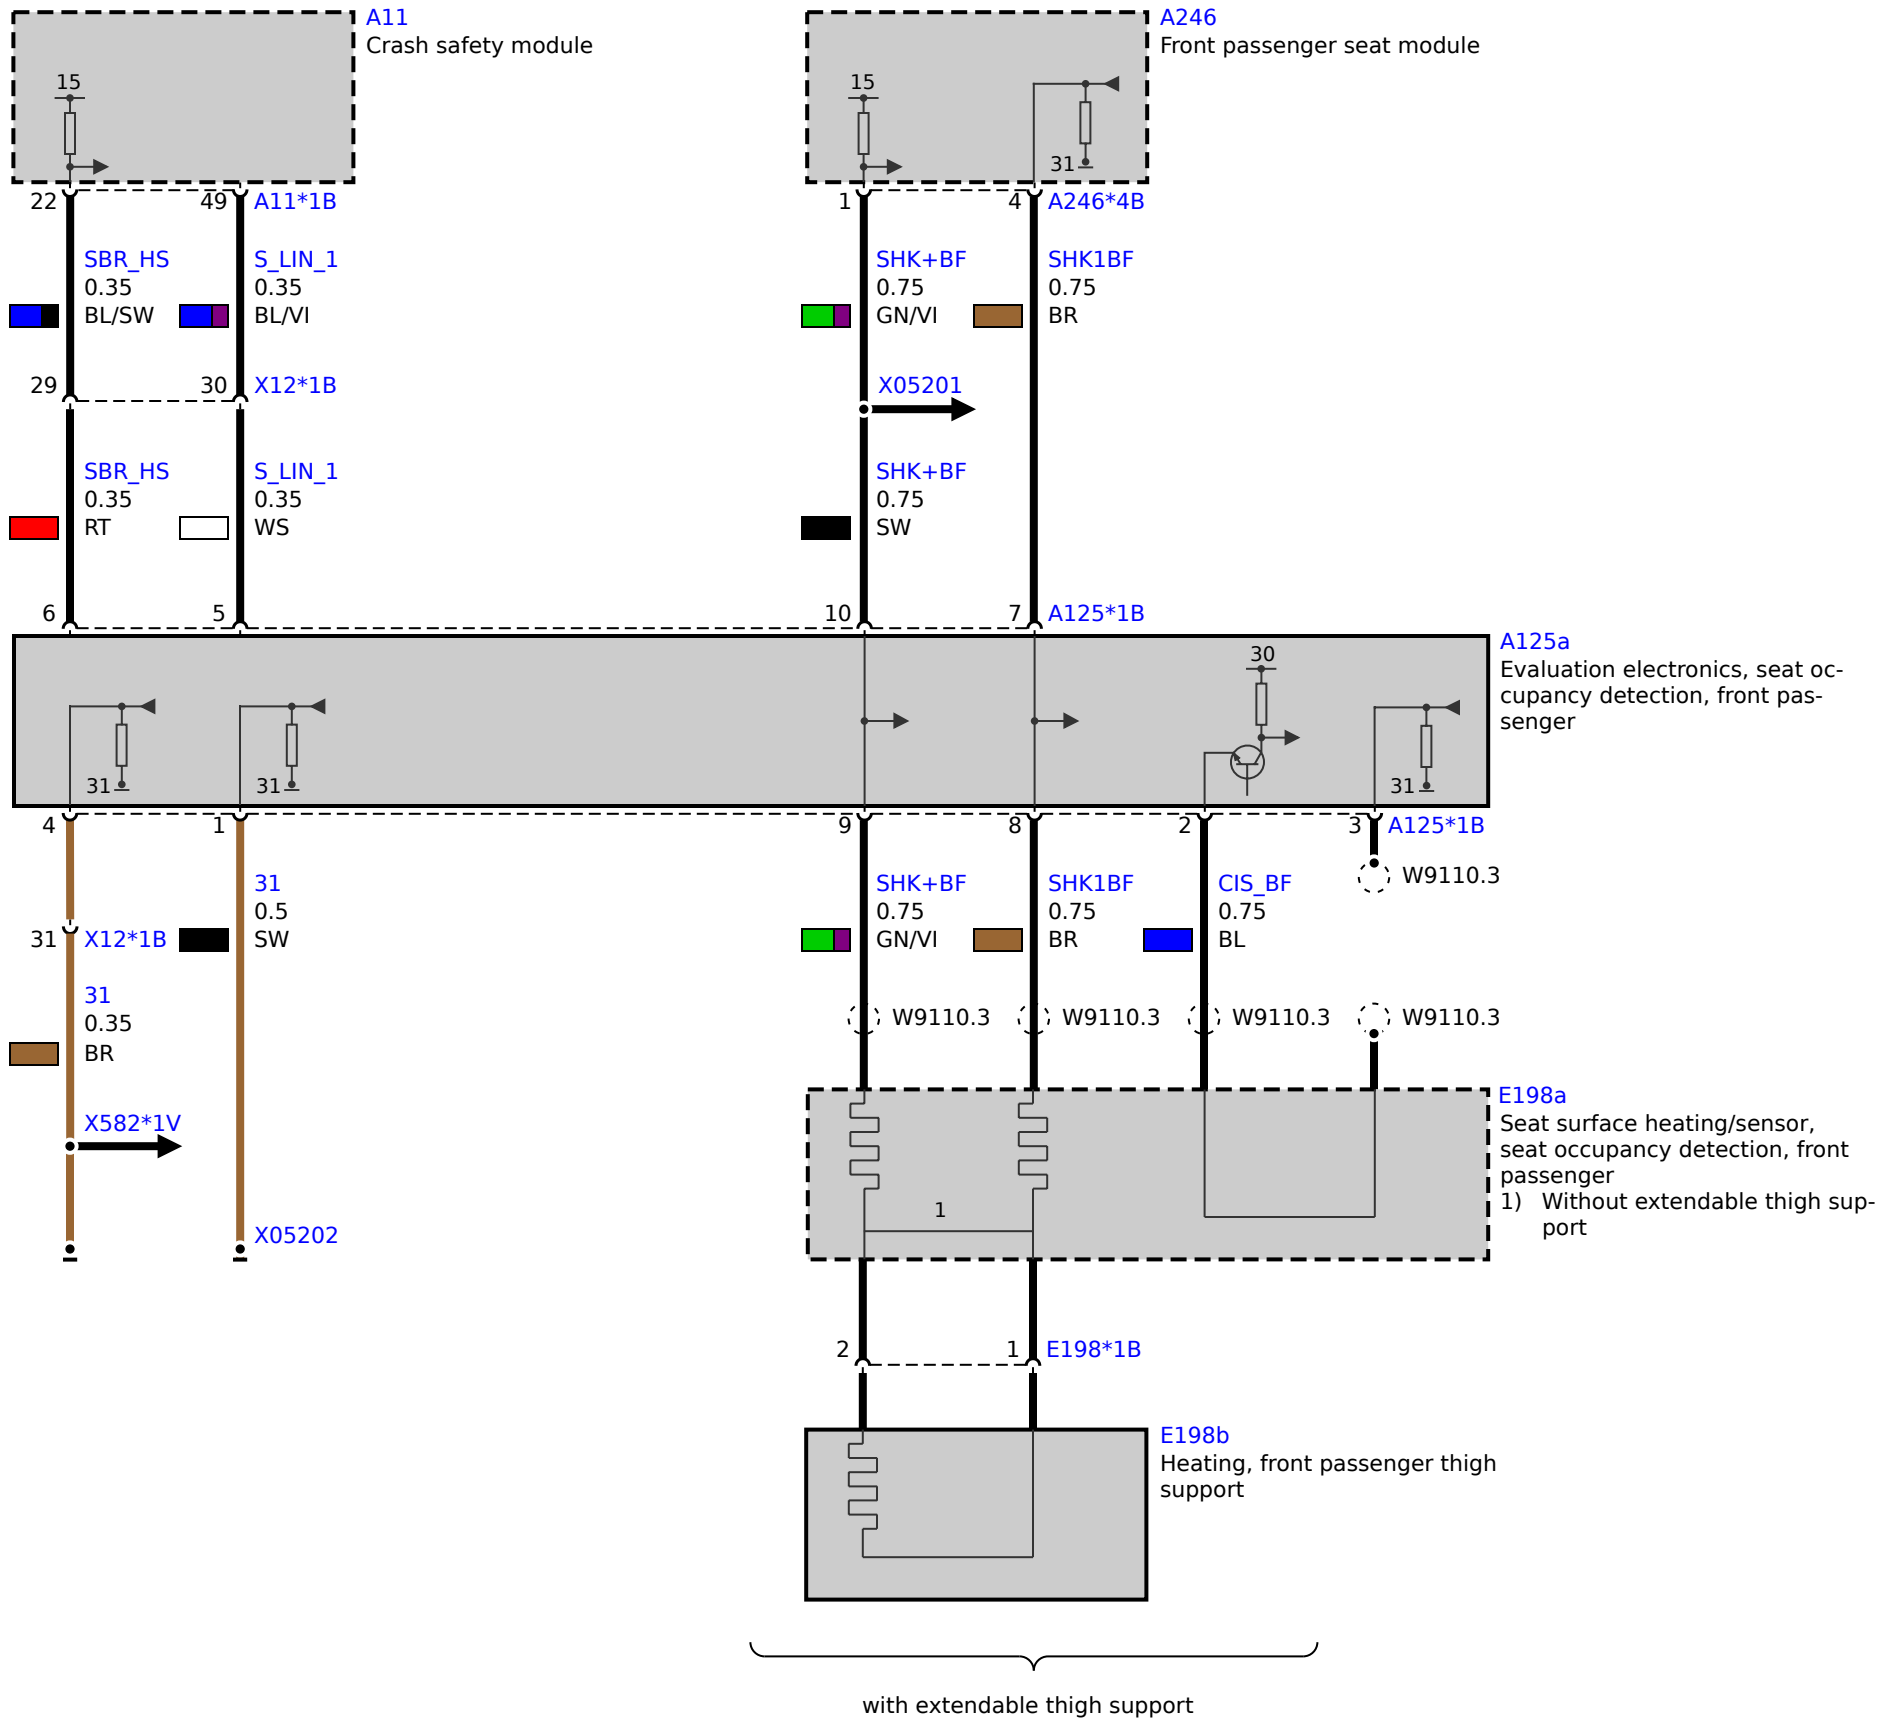 A11
Crash safety module
A246
Front passenger seat module
15
15
31
22
49
A11*1B
1
4
A246*4B
SBR_HS
0.35
BL/SW
S_LIN_1
0.35
BL/VI
SHK+BF
0.75
GN/VI
SHK1BF
0.75
BR
29
30
X12*1B
X05201
SBR_HS
0.35
RT
S_LIN_1
0.35
WS
SHK+BF
0.75
SW
6
5
10
7
A125*1B
A125a
Evaluation electronics, seat oc-
cupancy detection, front pas-
senger
30
31
31
31
4
1
9
8
2
3
A125*1B
W9110.3
31
0.5
SW
SHK+BF
0.75
GN/VI
SHK1BF
0.75
BR
CIS_BF
0.75
BL
31
X12*1B
31
0.35
BR
W9110.3
W9110.3
W9110.3
W9110.3
X582*1V
X05202
E198a
Seat surface heating/sensor,
seat occupancy detection, front
passenger
1) Without extendable thigh sup-
port
1
2
1
E198*1B
E198b
Heating, front passenger thigh
support
with extendable thigh support